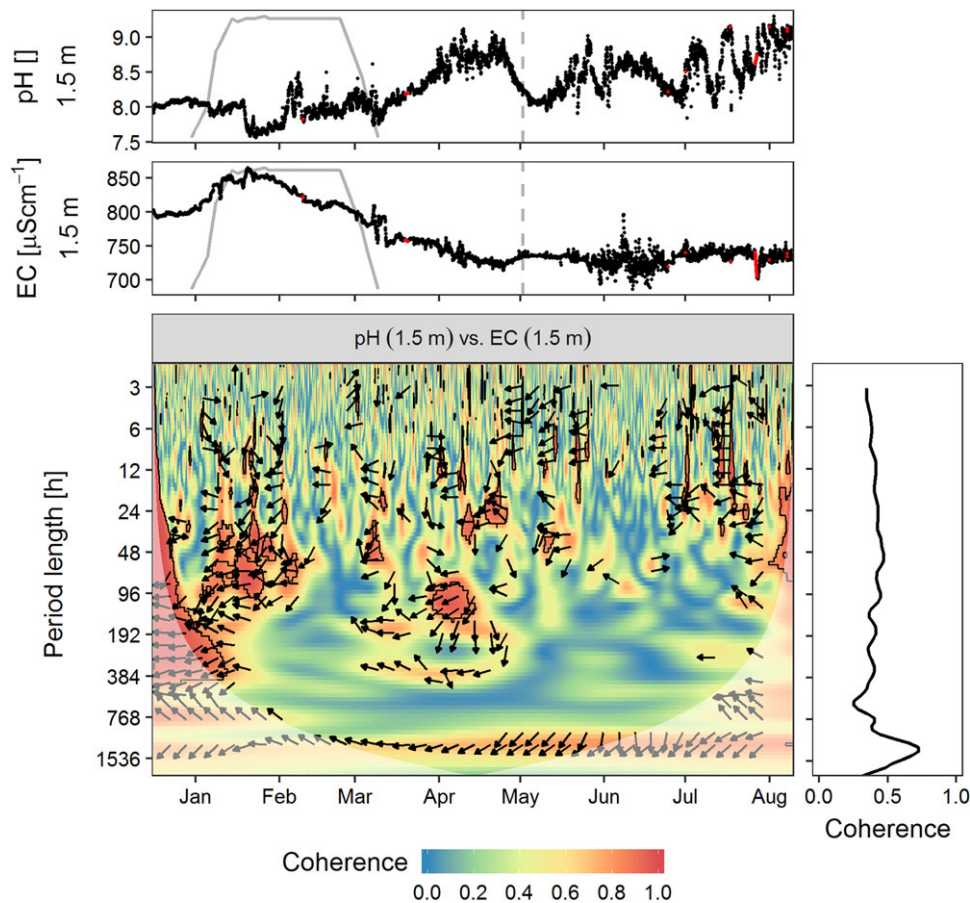 pH []
1.5 m
9.0
8.5
8.0
7.5
EC [μScm⁻¹]
1.5 m
850
800
750
700
pH (1.5 m) vs. EC (1.5 m)
Period length [h]
3
6
12
24
48
96
192
384
768
1536
Jan Feb Mar Apr May Jun Jul Aug
0.0 0.5 1.0
Coherence
Coherence
0.0 0.2 0.4 0.6 0.8 1.0